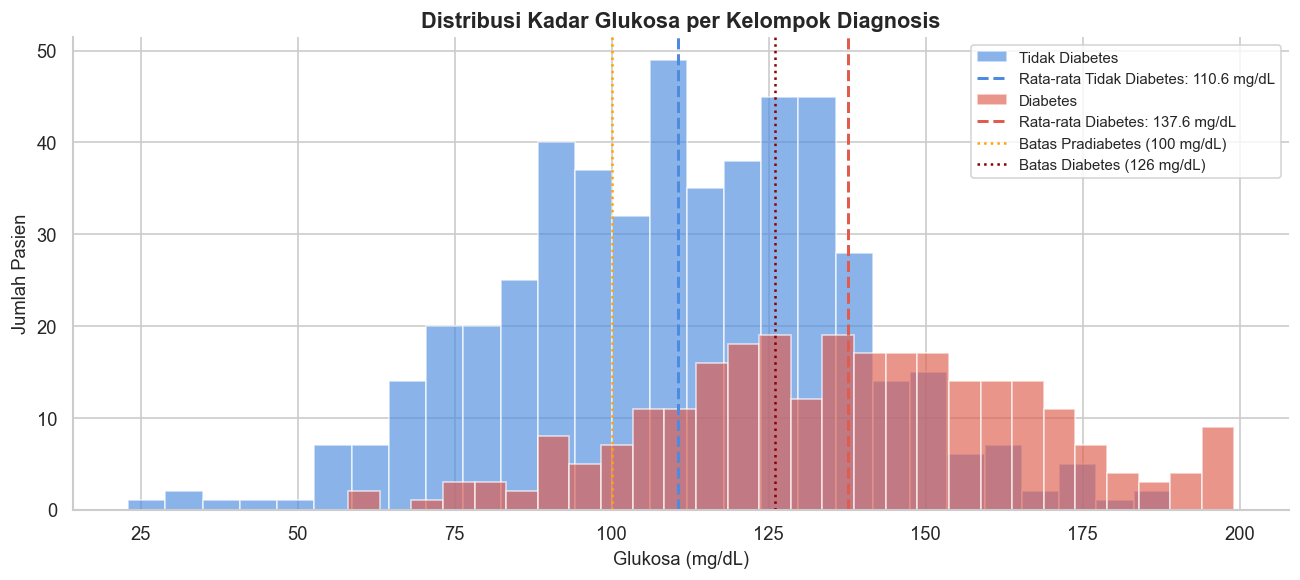 Distribusi Kadar Glukosa per Kelompok Diagnosis
Tidak Diabetes
Rata-rata Tidak Diabetes: 110.6 mg/dL
Diabetes
Rata-rata Diabetes: 137.6 mg/dL
Batas Pradiabetes (100 mg/dL)
Batas Diabetes (126 mg/dL)
Jumlah Pasien
50
40
30
20
10
0
25 50 75 100 125 150 175 200
Glukosa (mg/dL)